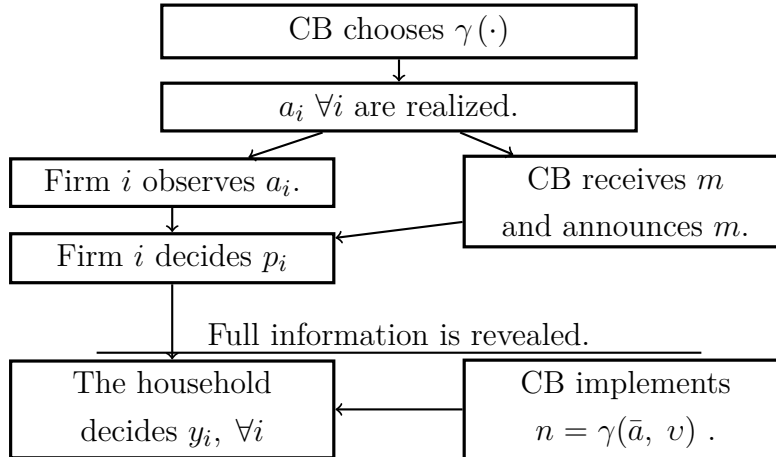 CB chooses γ(·)
a_i ∀i are realized.
Firm i observes a_i.
CB receives m
and announces m.
Firm i decides p_i
Full information is revealed.
The household
decides y_i, ∀i
CB implements
n = γ(ā, υ) .